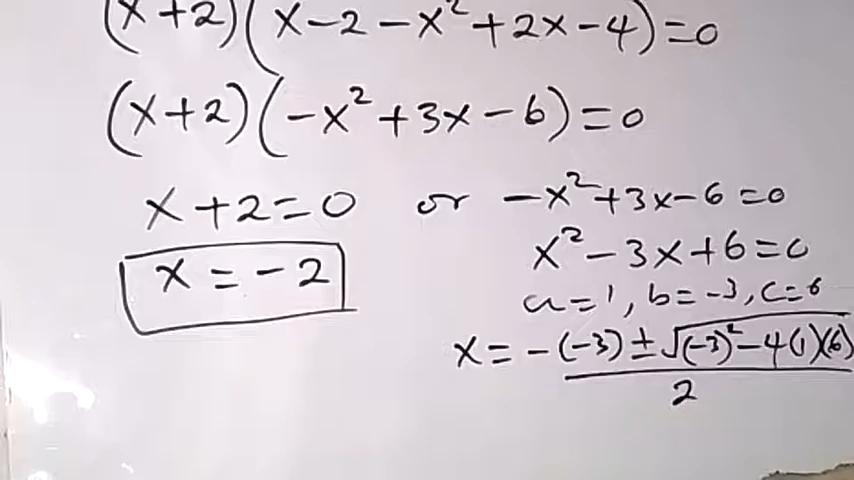 (x+2)(x-2-x²+2x-4)=0
(x+2)(-x²+3x-6)=0
x+2=0 or -x²+3x-6=0
x=-2
x²-3x+6=0
a=1, b=-3, c=6
x= -(-3)±√(-3)²-4(1)(6)
2